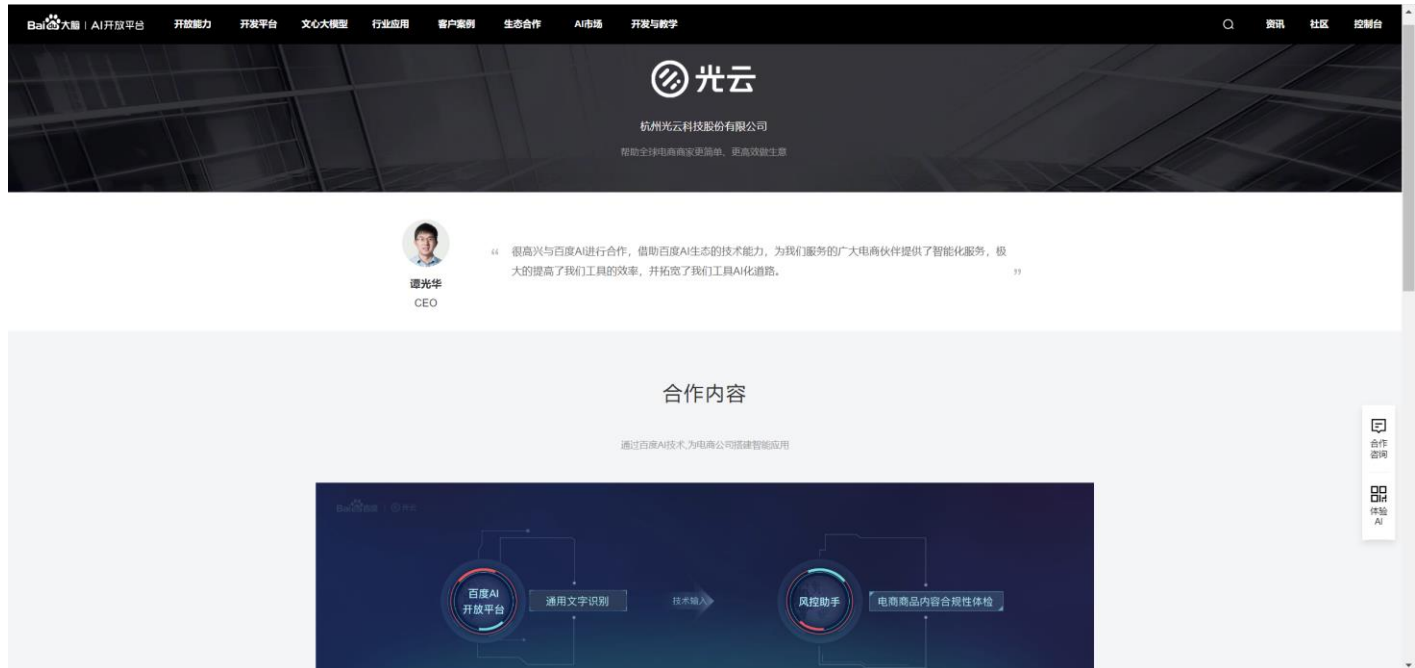 Bai大脑 | AI开放平台 开放能力 开发平台 文心大模型 行业应用 客户案例 生态合作 AI市场 开发与教学 资讯 社区 控制台
光云
杭州光云科技股份有限公司
帮助全球电商商家更简单、更高效做生意
“ 很高兴与百度AI进行合作，借助百度AI生态的技术能力，为我们服务的广大电商伙伴提供了智能化服务，极
大的提高了我们工具的效率，并拓宽了我们工具AI化道路。 ”
谭光华
CEO
合作内容
通过百度AI技术,为电商公司搭建智能应用
合作
咨询
体验
AI
Bai大脑 | 光云
百度AI
开放平台
通用文字识别
技术输入
风控助手
电商商品内容合规性体检